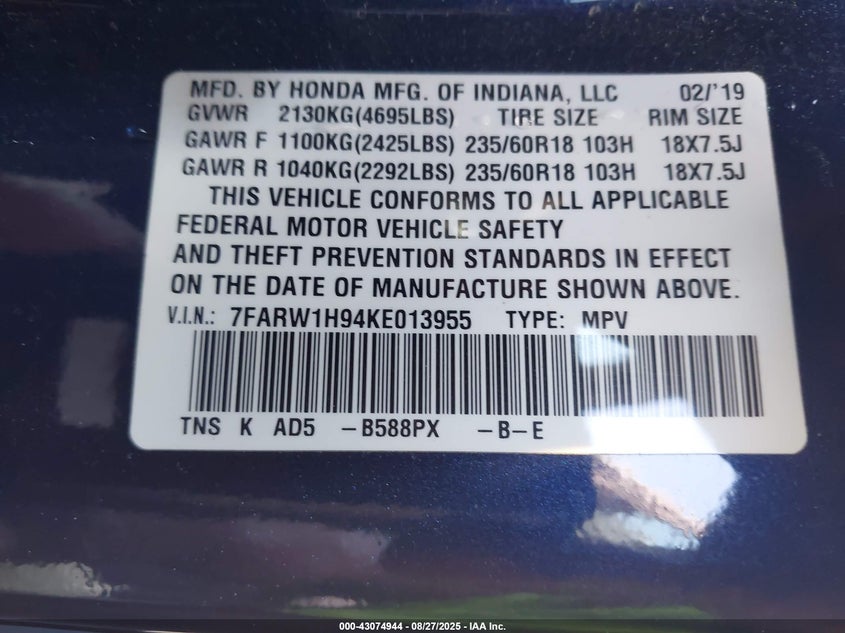 MFD. BY HONDA MFG. OF INDIANA, LLC 02/'19
GVWR 2130KG(4695LBS) TIRE SIZE RIM SIZE
GAWR F 1100KG(2425LBS) 235/60R18 103H 18X7.5J
GAWR R 1040KG(2292LBS) 235/60R18 103H 18X7.5J
THIS VEHICLE CONFORMS TO ALL APPLICABLE
FEDERAL MOTOR VEHICLE SAFETY
AND THEFT PREVENTION STANDARDS IN EFFECT
ON THE DATE OF MANUFACTURE SHOWN ABOVE.
V.I.N.: 7FARW1H94KE013955 TYPE: MPV
TNS K AD5 -B588PX -B-E
000-43074944 | 08/27/2025 - IAA Inc.